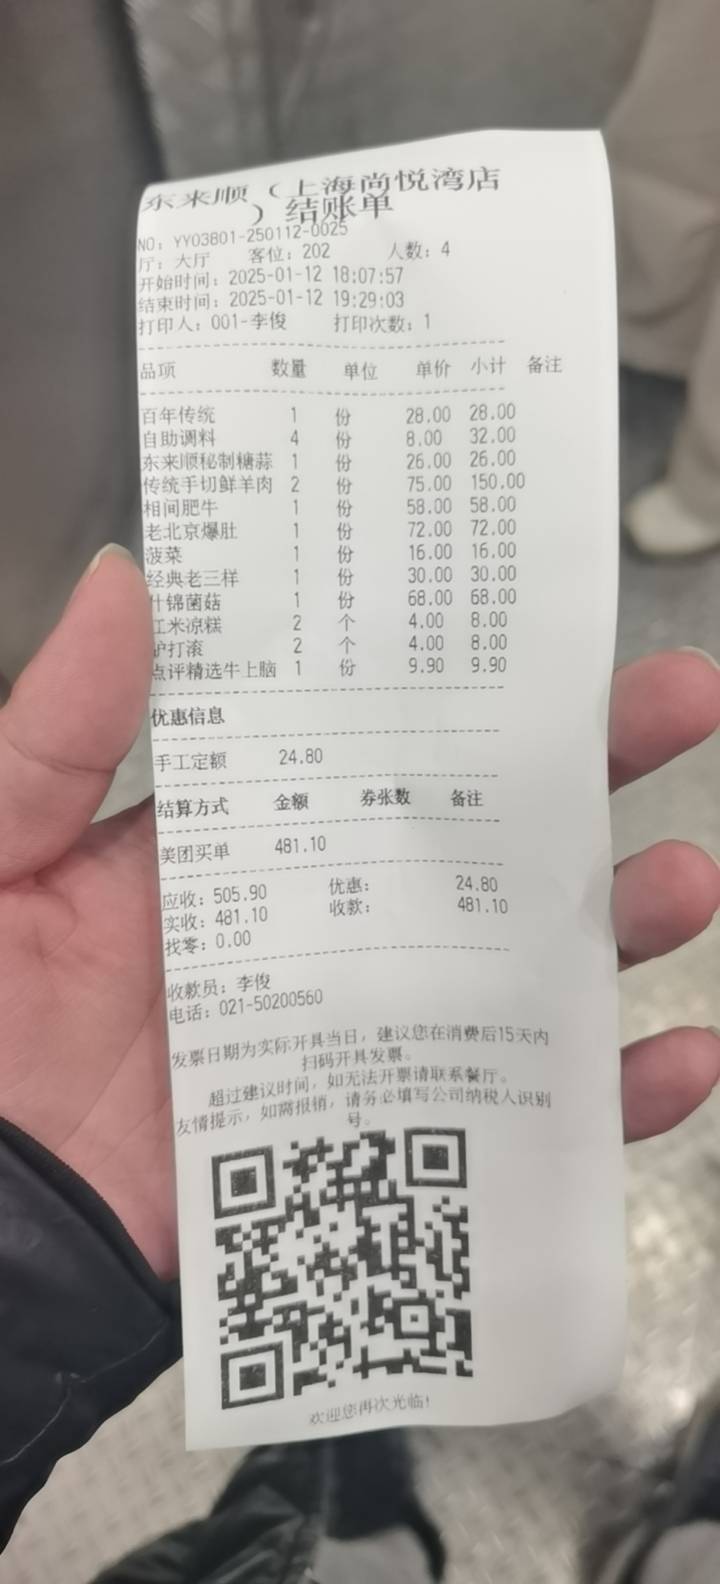 东来顺（上海尚悦湾店
）结账单
NO：YY03801-250112-0025
厅：大厅 客位：202 人数：4
开始时间：2025-01-12 18:07:57
结束时间：2025-01-12 19:29:03
打印人：001-李俊 打印次数：1
品项 数量 单位 单价 小计 备注
百年传统 1 份 28.00 28.00
自助调料 4 份 8.00 32.00
东来顺秘制糖蒜 1 份 26.00 26.00
传统手切鲜羊肉 2 份 75.00 150.00
相间肥牛 1 份 58.00 58.00
老北京爆肚 1 份 72.00 72.00
菠菜 1 份 16.00 16.00
经典老三样 1 份 30.00 30.00
什锦菌菇 1 份 68.00 68.00
江米凉糕 2 个 4.00 8.00
驴打滚 2 个 4.00 8.00
点评精选牛上脑 1 份 9.90 9.90
优惠信息
手工定额 24.80
结算方式 金额 券张数 备注
美团买单 481.10
应收：505.90 优惠： 24.80
实收：481.10 收款： 481.10
找零：0.00
收款员：李俊
电话：021-50200560
发票日期为实际开具当日，建议您在消费后15天内
扫码开具发票。
超过建议时间，如无法开票请联系餐厅。
友情提示，如需报销，请务必填写公司纳税人识别
号。
欢迎您再次光临！